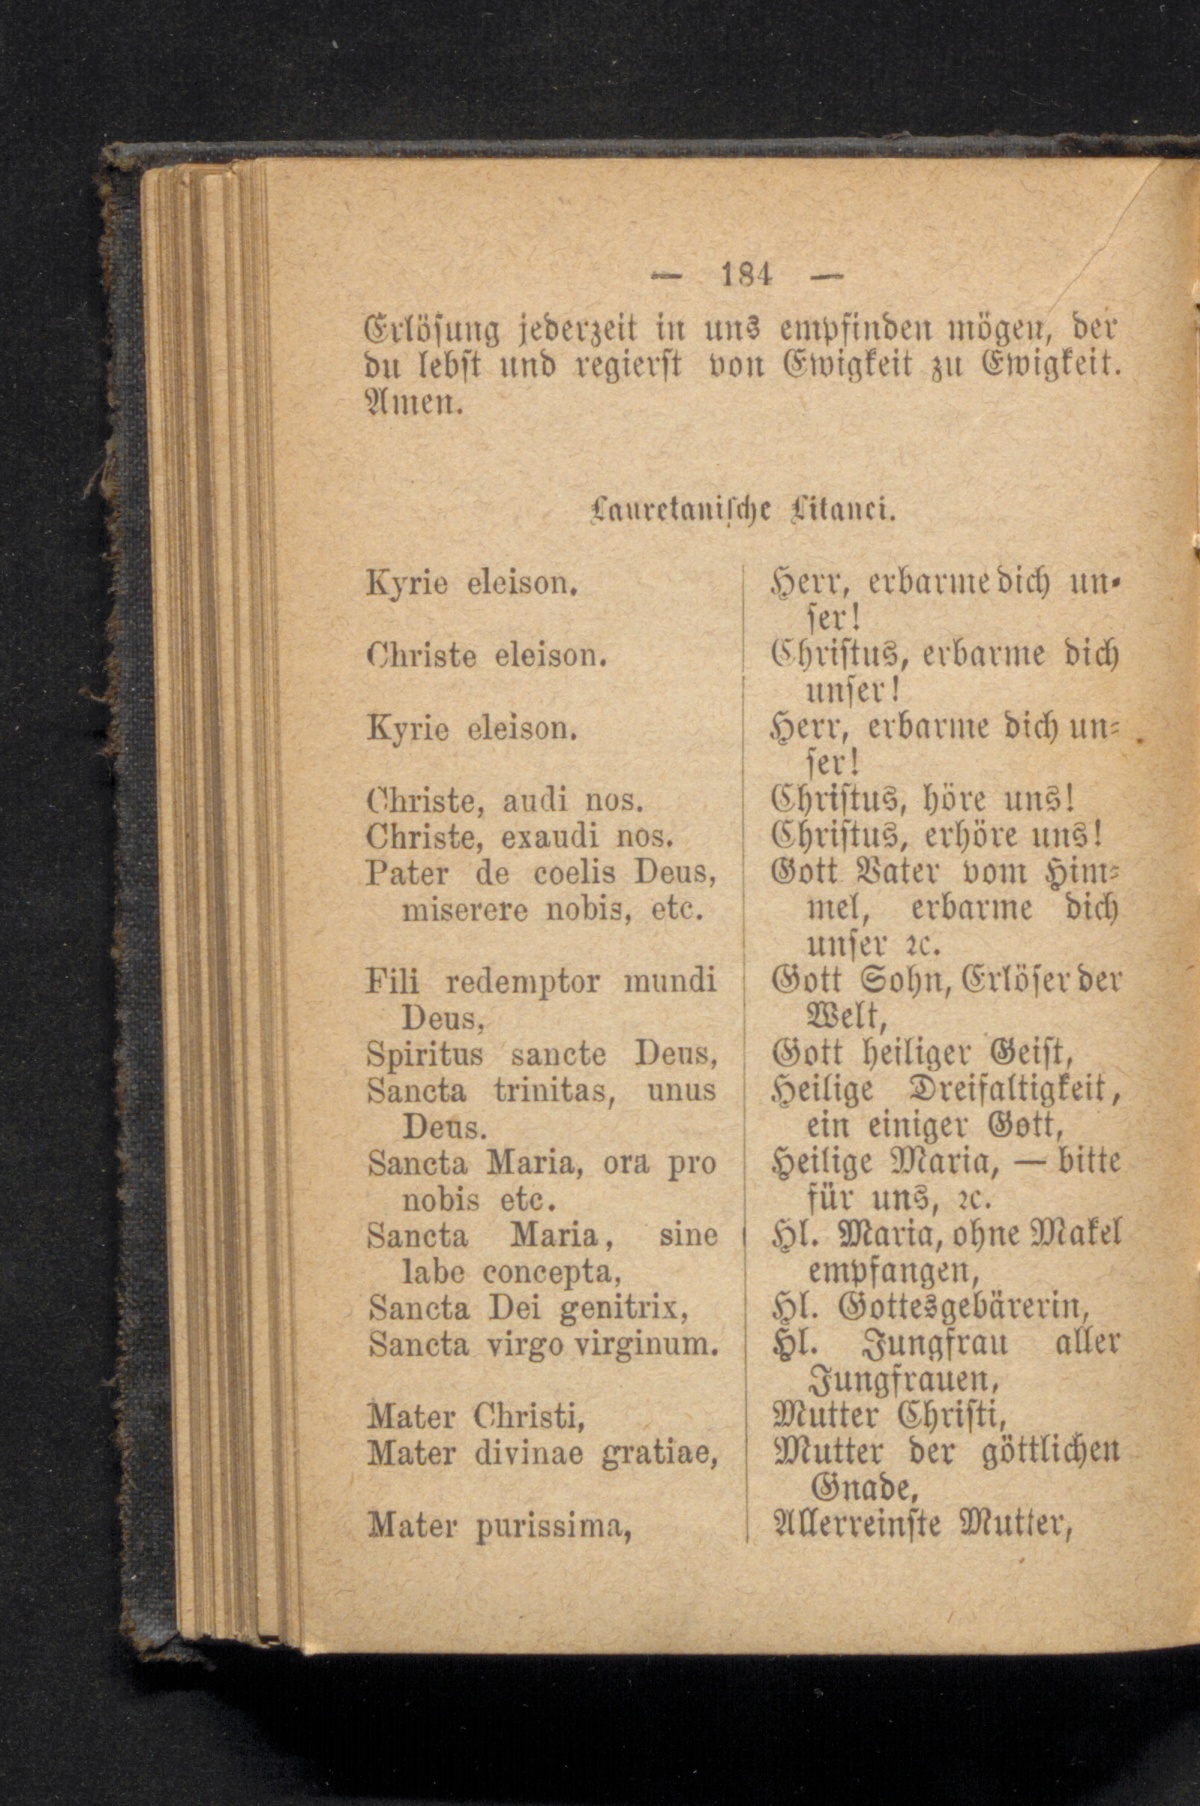 — 184 —
Erlösung jederzeit in uns empfinden mögen, der
du lebst und regierst von Ewigkeit zu Ewigkeit.
Amen.
Lauretanische Litanei.
Kyrie eleison.
Christe eleison.
Kyrie eleison.
Christe, audi nos.
Christe, exaudi nos.
Pater de coelis Deus,
miserere nobis, etc.
Fili redemptor mundi
Deus,
Spiritus sancte Deus,
Sancta trinitas, unus
Deus.
Sancta Maria, ora pro
nobis etc.
Sancta Maria, sine
labe concepta,
Sancta Dei genitrix,
Sancta virgo virginum.
Mater Christi,
Mater divinae gratiae,
Mater purissima,
Herr, erbarme dich un-
ser!
Christus, erbarme dich
unser!
Herr, erbarme dich un-
ser!
Christus, höre uns!
Christus, erhöre uns!
Gott Vater vom Him-
mel, erbarme dich
unser ꝛc.
Gott Sohn, Erlöser der
Welt,
Gott heiliger Geist,
Heilige Dreifaltigkeit,
ein einiger Gott,
Heilige Maria, — bitte
für uns, ꝛc.
Hl. Maria, ohne Makel
empfangen,
Hl. Gottesgebärerin,
Hl. Jungfrau aller
Jungfrauen,
Mutter Christi,
Mutter der göttlichen
Gnade,
Allerreinste Mutter,